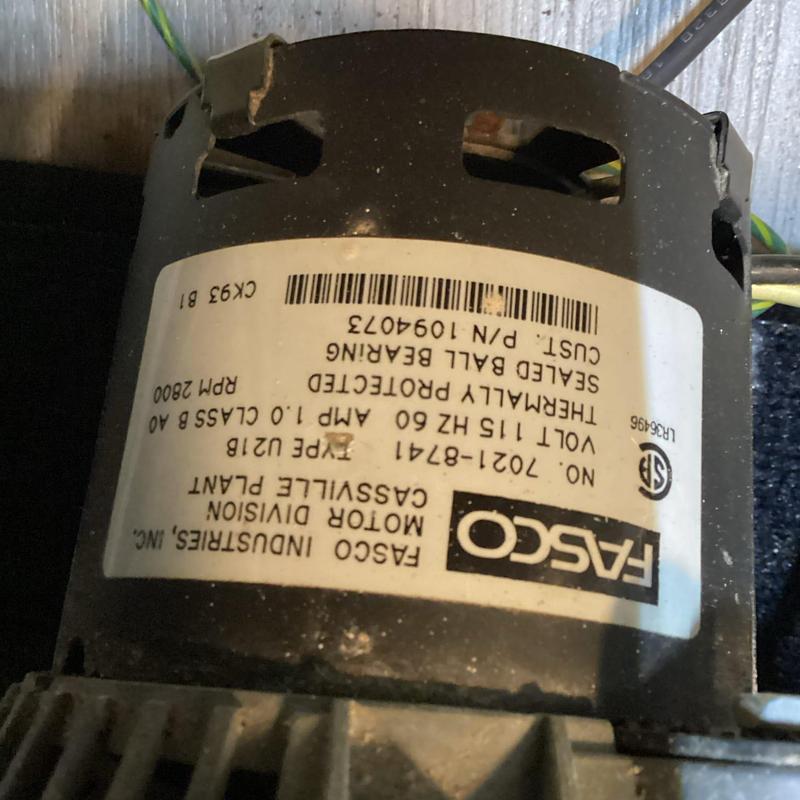 FASCO
FASCO INDUSTRIES, INC.
MOTOR DIVISION
CASSVILLE PLANT
SA
LR36496
NO. 7021-8741 TYPE U21B
VOLT 115 HZ 60 AMP 1.0 CLASS B AO
THERMALLY PROTECTED RPM 2800
SEALED BALL BEARING
CUST. P/N 1094073
CK93 B1